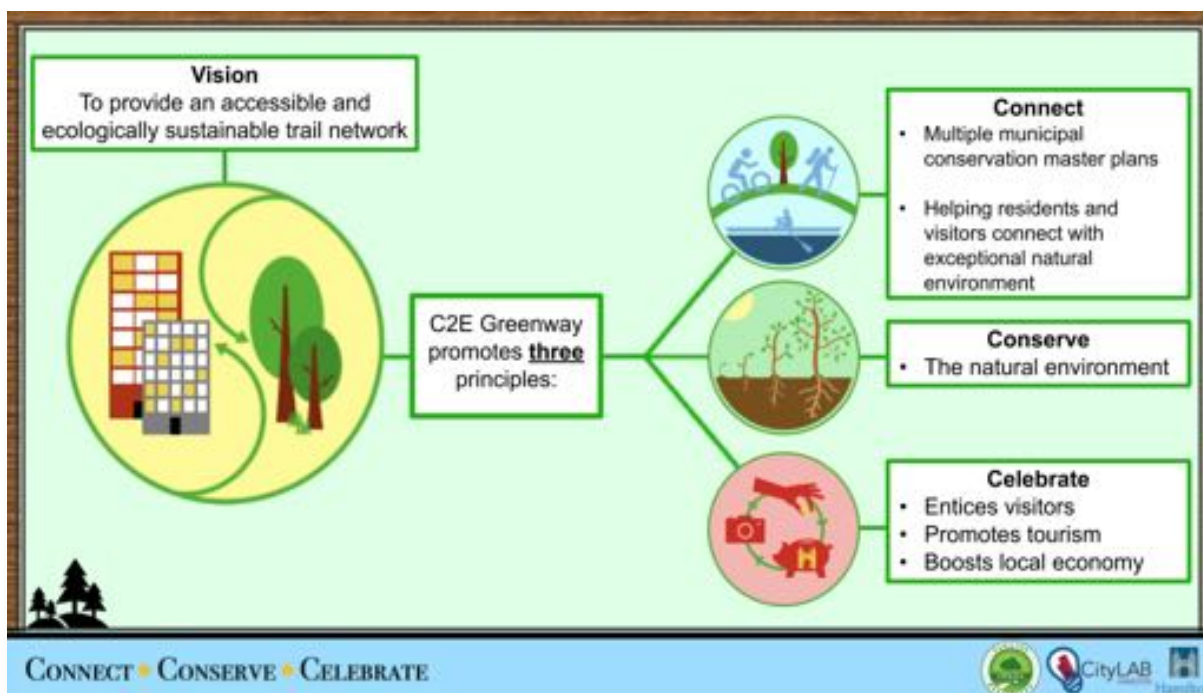 Vision
To provide an accessible and
ecologically sustainable trail network
C2E Greenway
promotes three
principles:
Connect
• Multiple municipal
conservation master plans
• Helping residents and
visitors connect with
exceptional natural
environment
Conserve
• The natural environment
Celebrate
• Entices visitors
• Promotes tourism
• Boosts local economy
H
CONNECT • CONSERVE • CELEBRATE
CityLAB